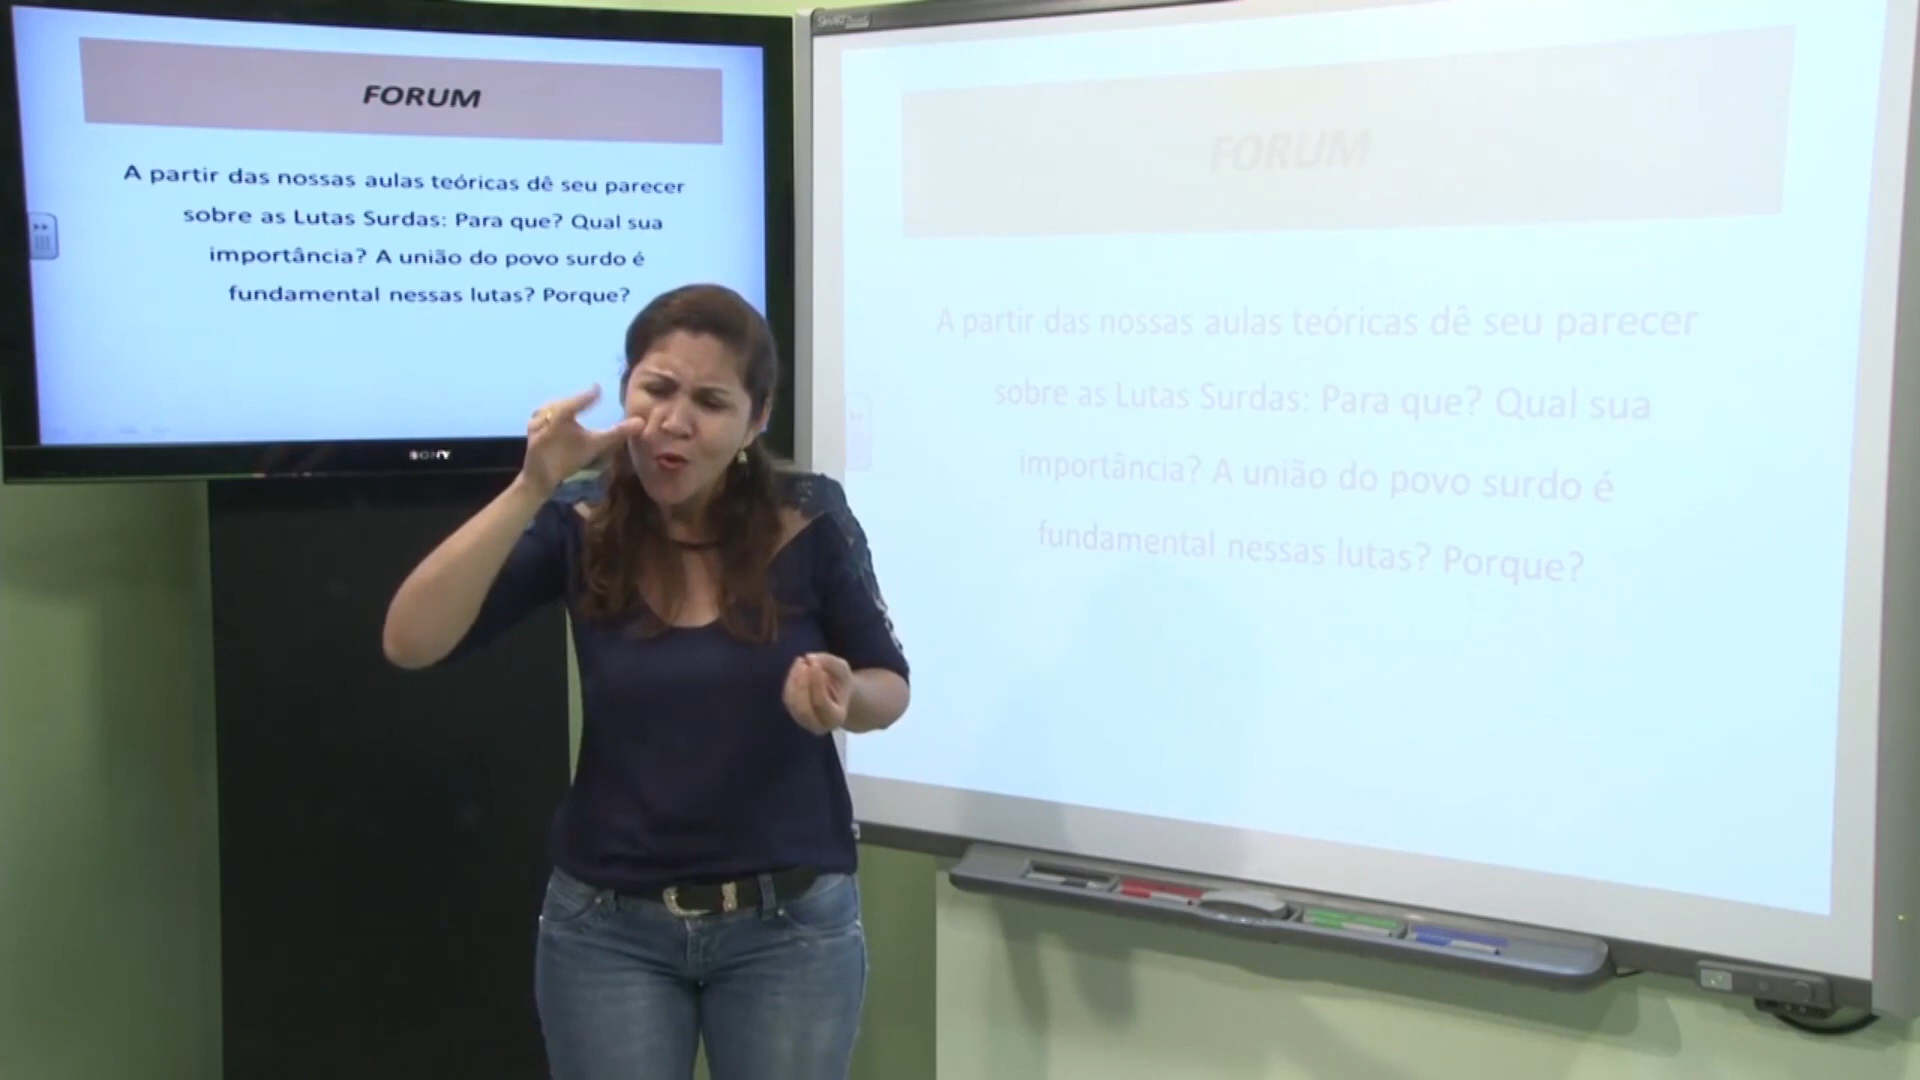 FORUM
A partir das nossas aulas teóricas dê seu parecer
sobre as Lutas Surdas: Para que? Qual sua
importância? A união do povo surdo é
fundamental nessas lutas? Porque?
SONY
SMART
FORUM
A partir das nossas aulas teóricas dê seu parecer
sobre as Lutas Surdas: Para que? Qual sua
importância? A união do povo surdo é
fundamental nessas lutas? Porque?